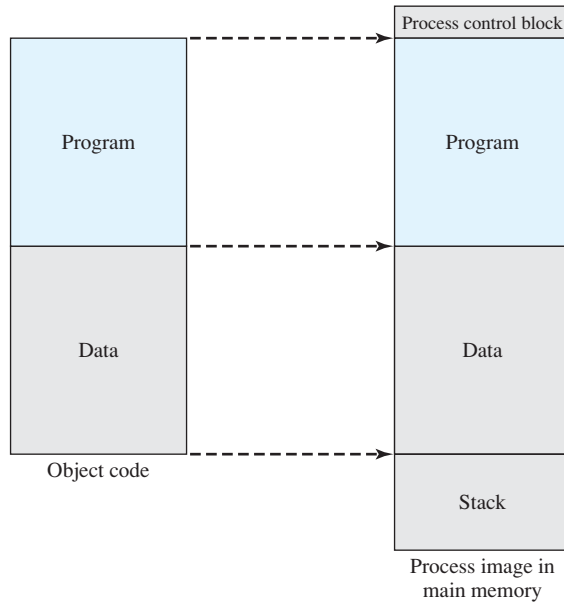 Process control block
Program
Program
Data
Data
Object code
Stack
Process image in
main memory